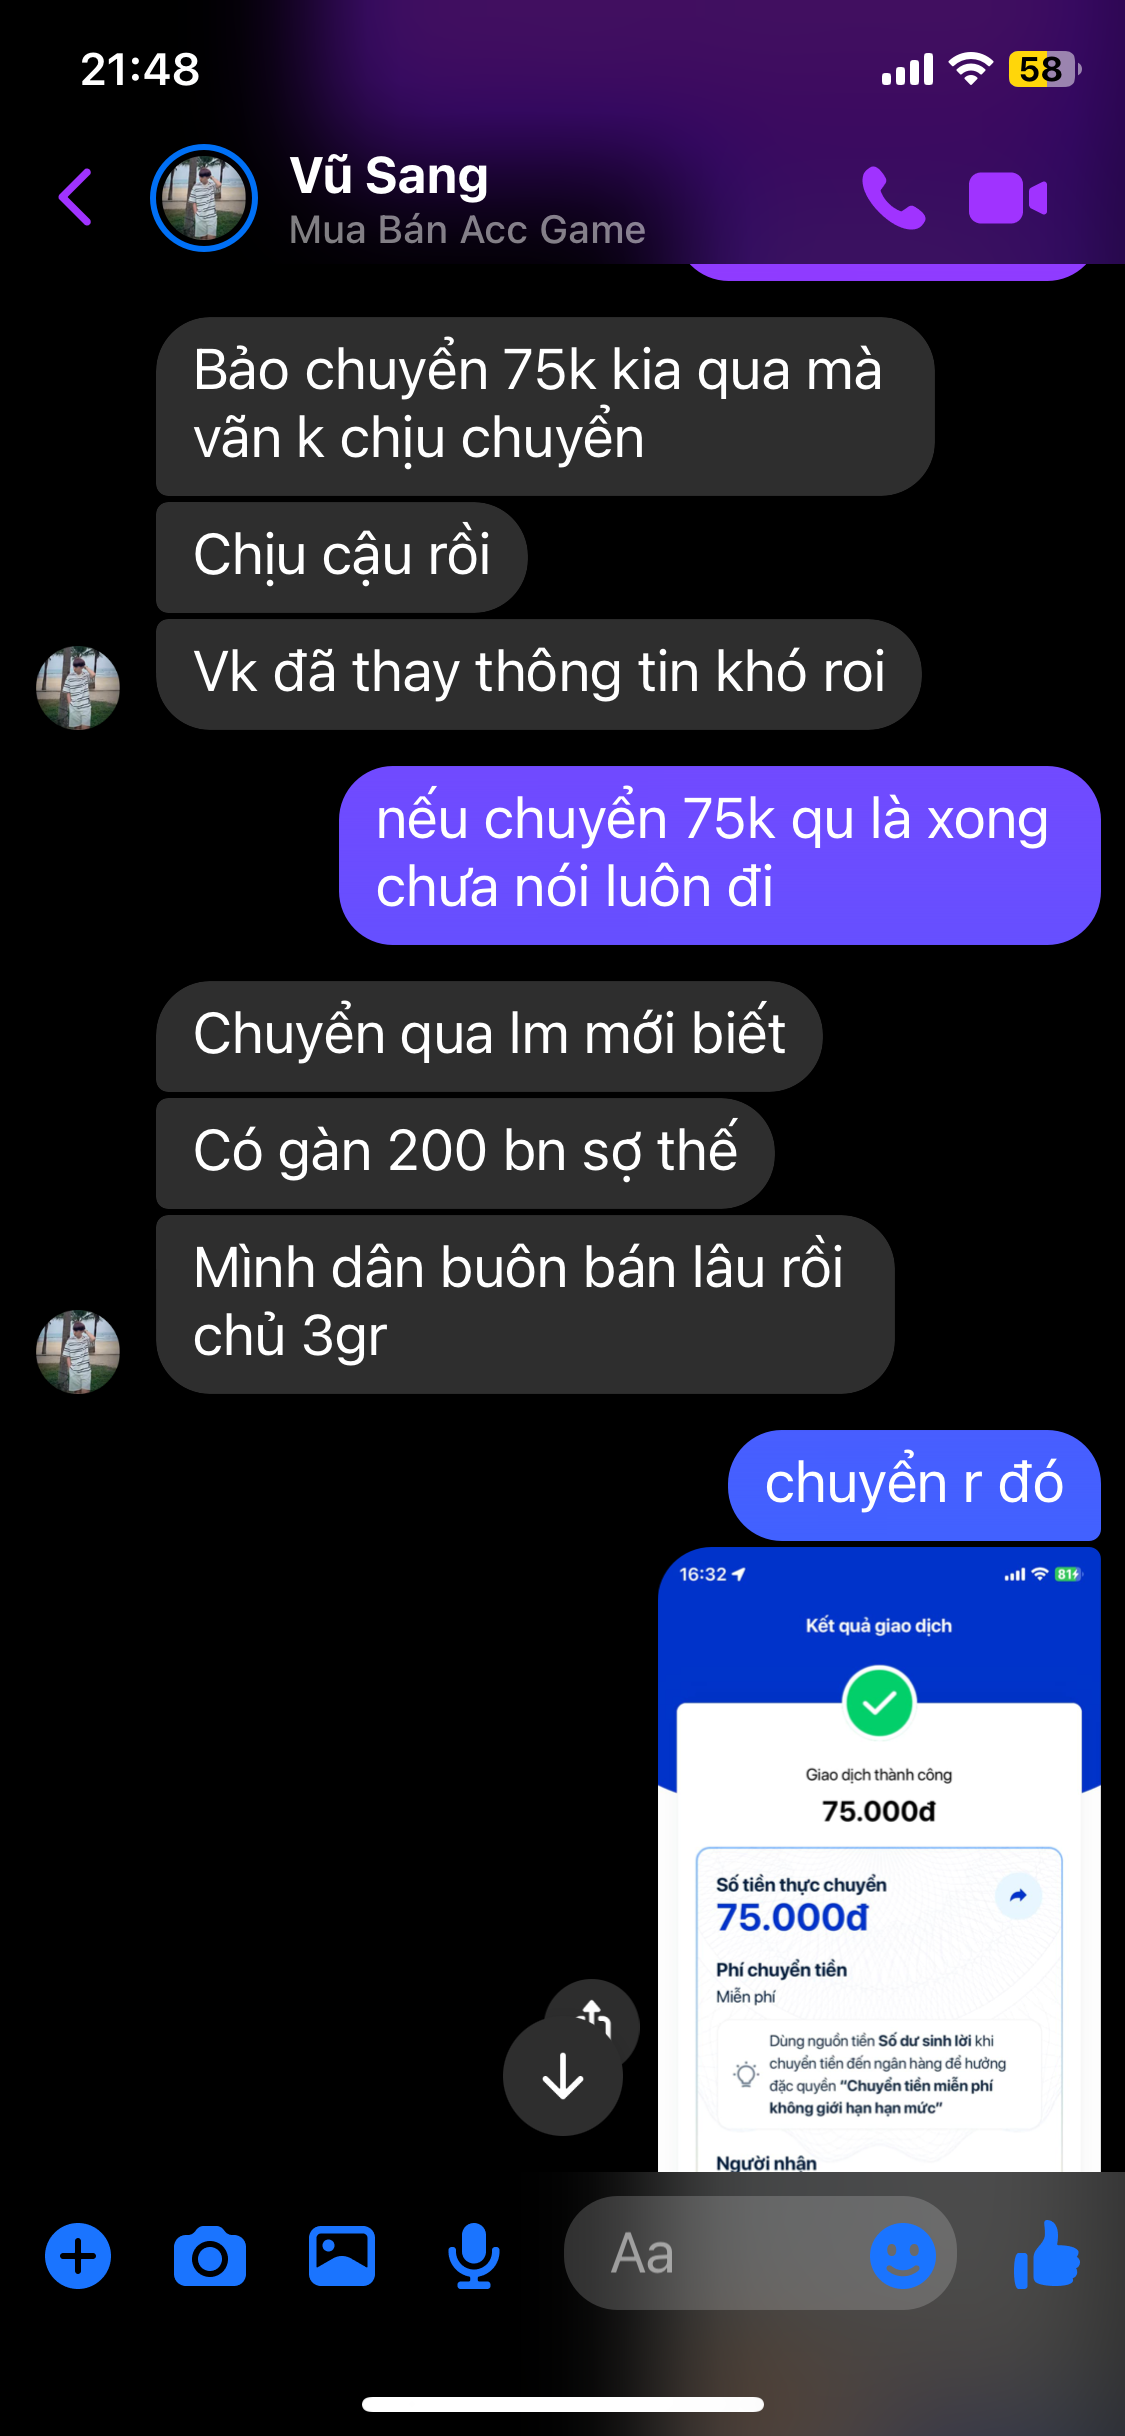 21:48
58
Vũ Sang
Mua Bán Acc Game
Bảo chuyển 75k kia qua mà
vãn k chịu chuyển
Chịu cậu rồi
Vk đã thay thông tin khó roi
nếu chuyển 75k qu là xong
chưa nói luôn đi
Chuyển qua lm mới biết
Có gàn 200 bn sợ thế
Mình dân buôn bán lâu rồi
chủ 3gr
chuyển r đó
16:32
81
Kết quả giao dịch
Giao dịch thành công
75.000đ
Số tiền thực chuyển
75.000đ
Phí chuyển tiền
Miễn phí
Dùng nguồn tiền Số dư sinh lời khi
chuyển tiền đến ngân hàng để hưởng
đặc quyền “Chuyển tiền miễn phí
không giới hạn hạn mức”
Người nhận
Aa